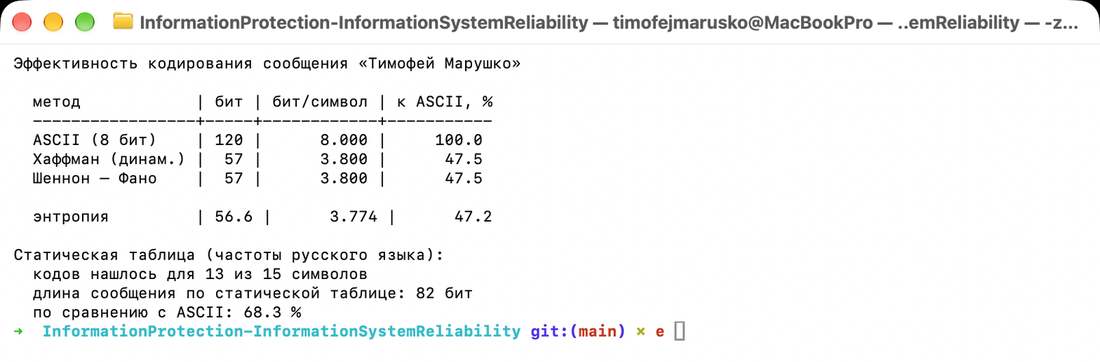 InformationProtection-InformationSystemReliability — timofejmarusko@MacBookPro — ..emReliability — -z...
Эффективность кодирования сообщения «Тимофей Марушко»
метод | бит | бит/символ | к ASCII, %
-----------------+-----+------------+-----------
ASCII (8 бит) | 120 | 8.000 | 100.0
Хаффман (динам.) | 57 | 3.800 | 47.5
Шеннон — Фано | 57 | 3.800 | 47.5
энтропия | 56.6 | 3.774 | 47.2
Статическая таблица (частоты русского языка):
кодов нашлось для 13 из 15 символов
длина сообщения по статической таблице: 82 бит
по сравнению с ASCII: 68.3 %
→ InformationProtection-InformationSystemReliability git:(main) × e